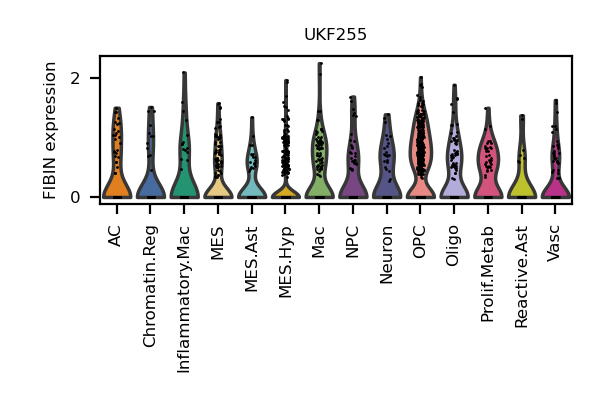 UKF255
FIBIN expression
2
0
AC
Chromatin.Reg
Inflammatory.Mac
MES
MES.Ast
MES.Hyp
Mac
NPC
Neuron
OPC
Oligo
Prolif.Metab
Reactive.Ast
Vasc